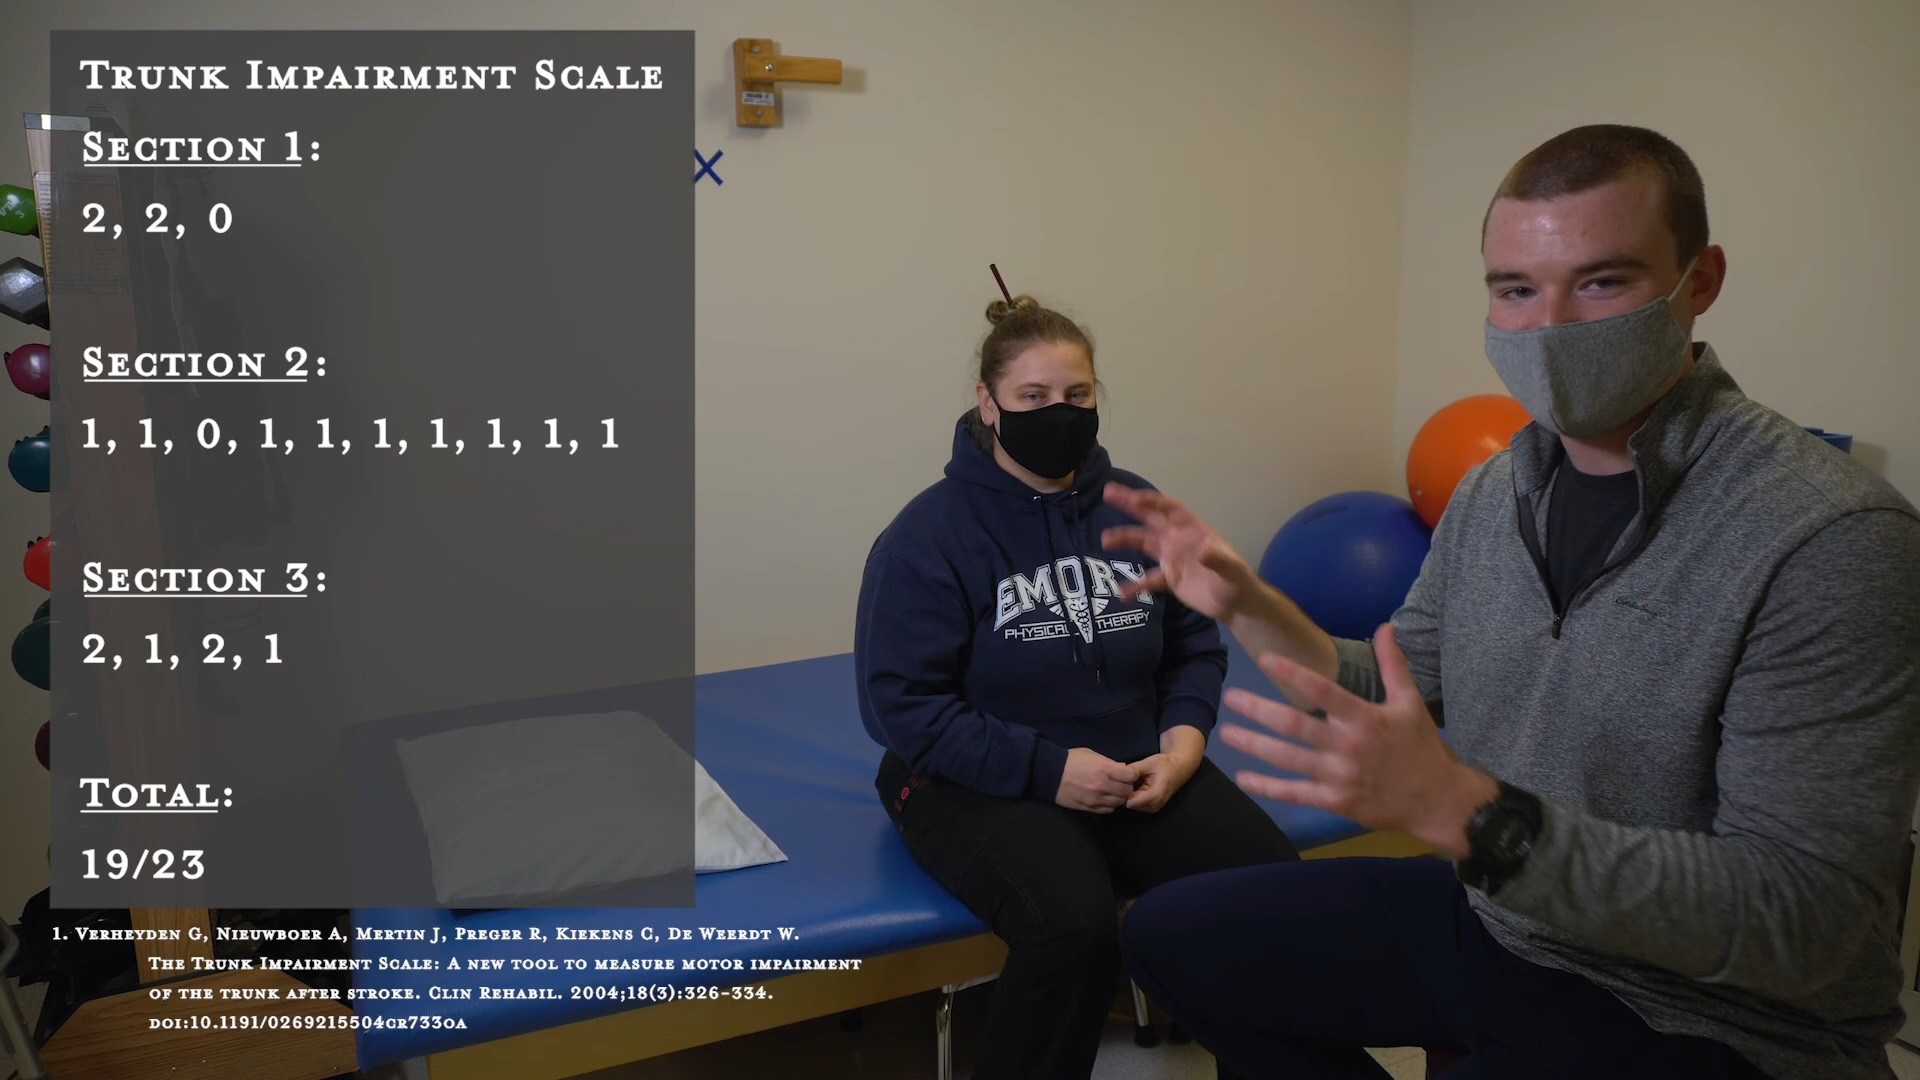 Trunk Impairment Scale
Section 1:
2, 2, 0
Section 2:
1, 1, 0, 1, 1, 1, 1, 1, 1, 1
Section 3:
2, 1, 2, 1
Total:
19/23
1. Verheyden G, Nieuwboer A, Mertin J, Preger R, Kiekens C, De Weerdt W.
The Trunk Impairment Scale: A new tool to measure motor impairment
of the trunk after stroke. Clin Rehabil. 2004;18(3):326-334.
doi:10.1191/0269215504cr733oa
EMORY
PHYSICAL THERAPY